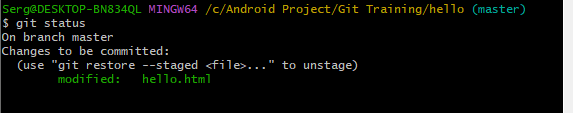 Serg@DESKTOP-BN834QL MINGW64 /c/Android Project/Git Training/hello (master)
$ git status
On branch master
Changes to be committed:
  (use "git restore --staged <file>..." to unstage)
        modified:   hello.html